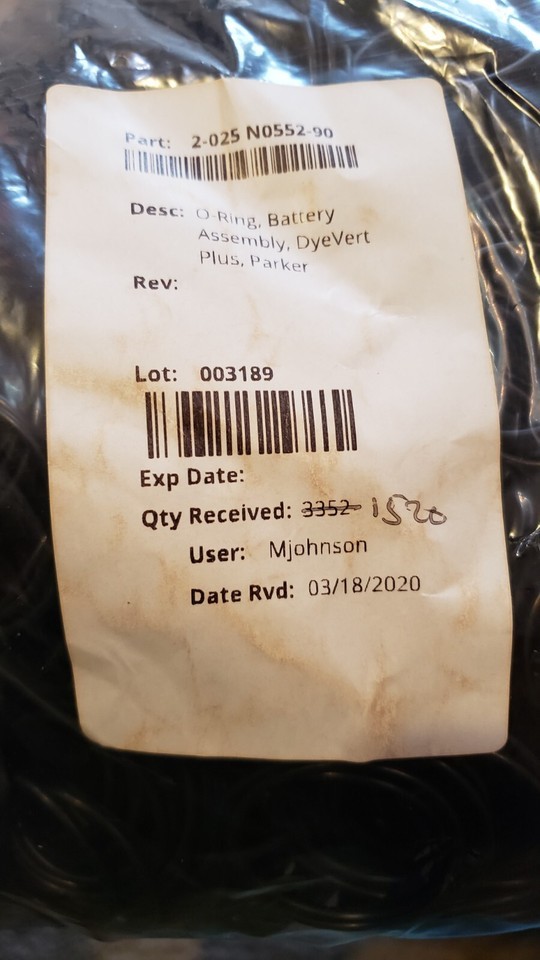 Part: 2-025 N0552-90
Desc: O-Ring, Battery
Assembly, DyeVert
Plus, Parker
Rev:
Lot: 003189
Exp Date:
Qty Received: 3352 1520
User: Mjohnson
Date Rvd: 03/18/2020